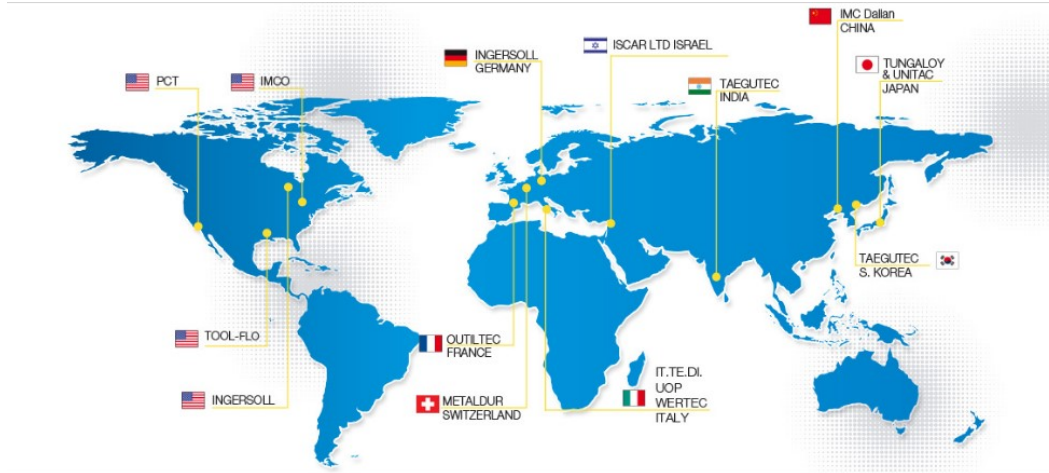 IMC Dalian
CHINA
ISCAR LTD ISRAEL
INGERSOLL
GERMANY
TUNGALOY
& UNITAC
JAPAN
PCT
IMCO
TAEGUTEC
INDIA
TAEGUTEC
S. KOREA
TOOL-FLO
OUTILTEC
FRANCE
IT.TE.DI.
UOP
WERTEC
ITALY
INGERSOLL
METALDUR
SWITZERLAND